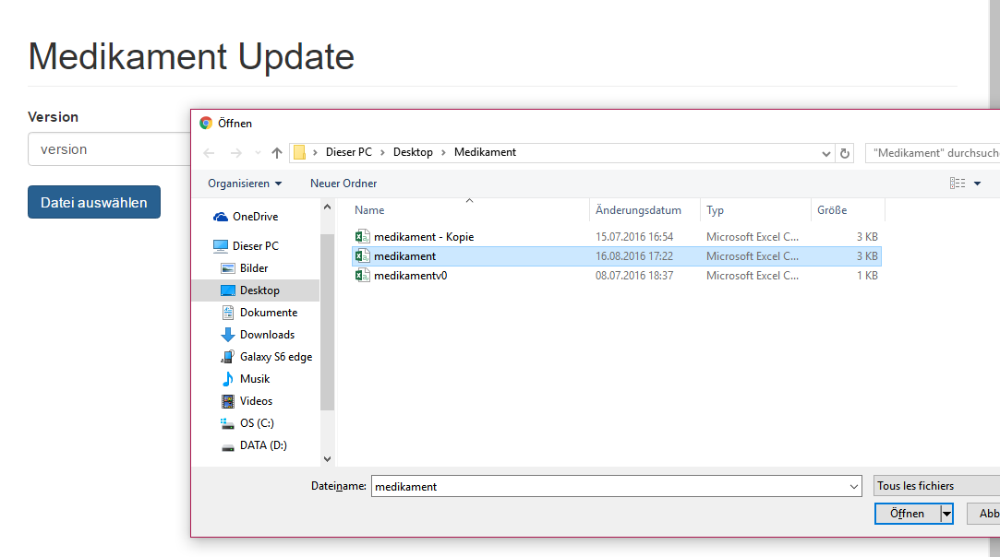 Medikament Update
Version
version
Datei auswählen
Öffnen
Dieser PC > Desktop > Medikament
"Medikament" durchsuch
Organisieren Neuer Ordner
OneDrive
Dieser PC
Bilder
Desktop
Dokumente
Downloads
Galaxy S6 edge
Musik
Videos
OS (C:)
DATA (D:)
Name Änderungsdatum Typ Größe
medikament - Kopie 15.07.2016 16:54 Microsoft Excel C... 3 KB
medikament 16.08.2016 17:22 Microsoft Excel C... 3 KB
medikamentv0 08.07.2016 18:37 Microsoft Excel C... 1 KB
Dateiname: medikament Tous les fichiers
Öffnen Abb